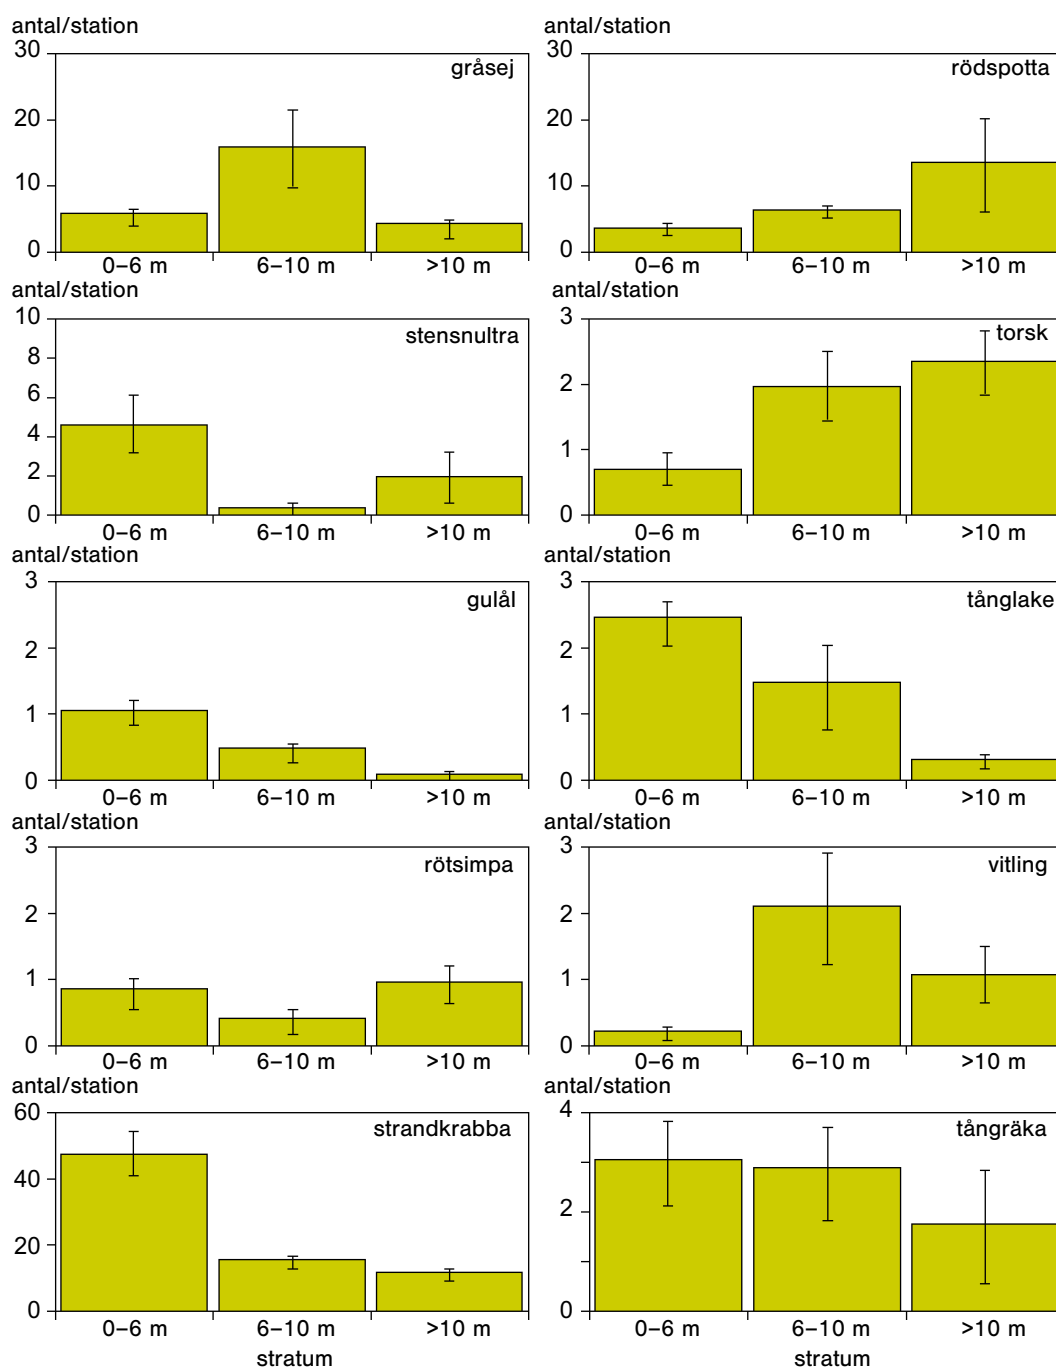 antal/station
30
gråsej
20
10
0
0–6 m 6–10 m >10 m
antal/station
30
rödspotta
20
10
0
0–6 m 6–10 m >10 m
antal/station
10
stensnultra
8
6
4
2
0
0–6 m 6–10 m >10 m
antal/station
3
torsk
2
1
0
0–6 m 6–10 m >10 m
antal/station
3
gulål
2
1
0
0–6 m 6–10 m >10 m
antal/station
3
tånglake
2
1
0
0–6 m 6–10 m >10 m
antal/station
3
rötsimpa
2
1
0
0–6 m 6–10 m >10 m
antal/station
3
vitling
2
1
0
0–6 m 6–10 m >10 m
antal/station
60
strandkrabba
40
20
0
0–6 m 6–10 m >10 m
stratum
antal/station
4
tångräka
2
0
0–6 m 6–10 m >10 m
stratum